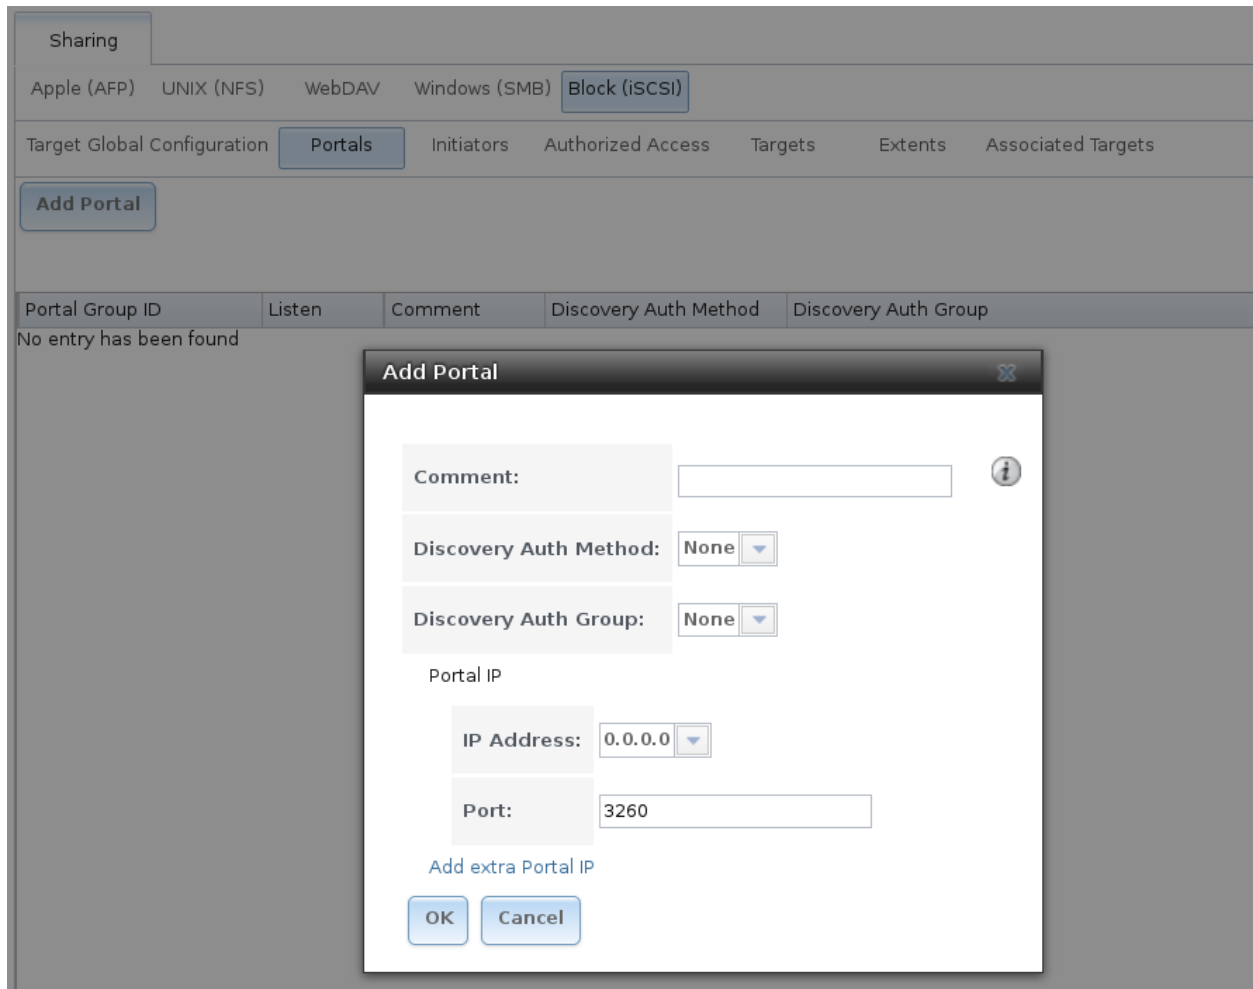 Sharing
Apple (AFP) UNIX (NFS) WebDAV Windows (SMB) Block (iSCSI)
Target Global Configuration Portals Initiators Authorized Access Targets Extents Associated Targets
Add Portal
Portal Group ID Listen Comment Discovery Auth Method Discovery Auth Group
No entry has been found
Add Portal
Comment:
Discovery Auth Method: None
Discovery Auth Group: None
Portal IP
IP Address: 0.0.0.0
Port: 3260
Add extra Portal IP
OK Cancel